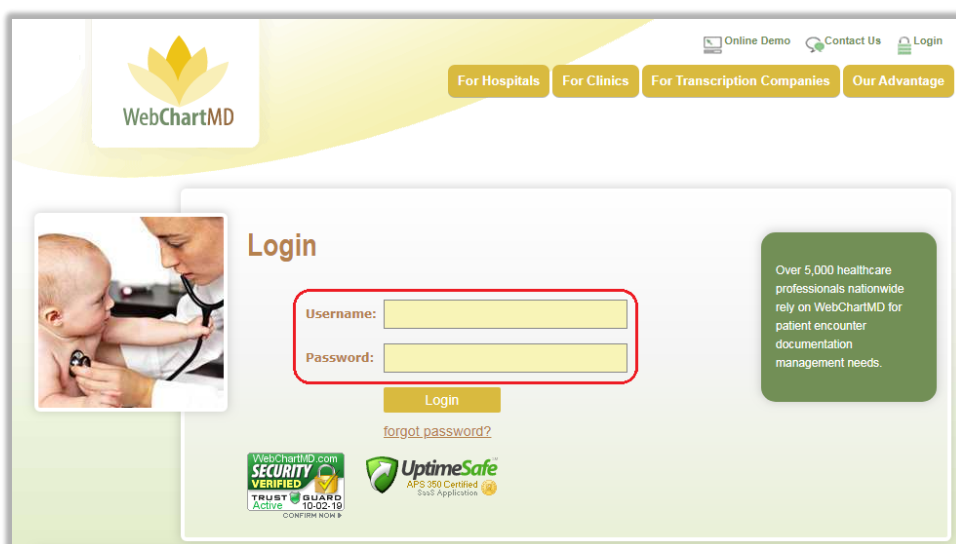 Online Demo
Contact Us
Login
WebChartMD
For Hospitals
For Clinics
For Transcription Companies
Our Advantage
Login
Username:
Password:
Login
forgot password?
Over 5,000 healthcare
professionals nationwide
rely on WebChartMD for
patient encounter
documentation
management needs.
WebChartMD.com
SECURITY
VERIFIED
TRUST GUARD
Active 10-02-19
CONFIRM NOW
UptimeSafe™
APS 350 Certified
SaaS Application